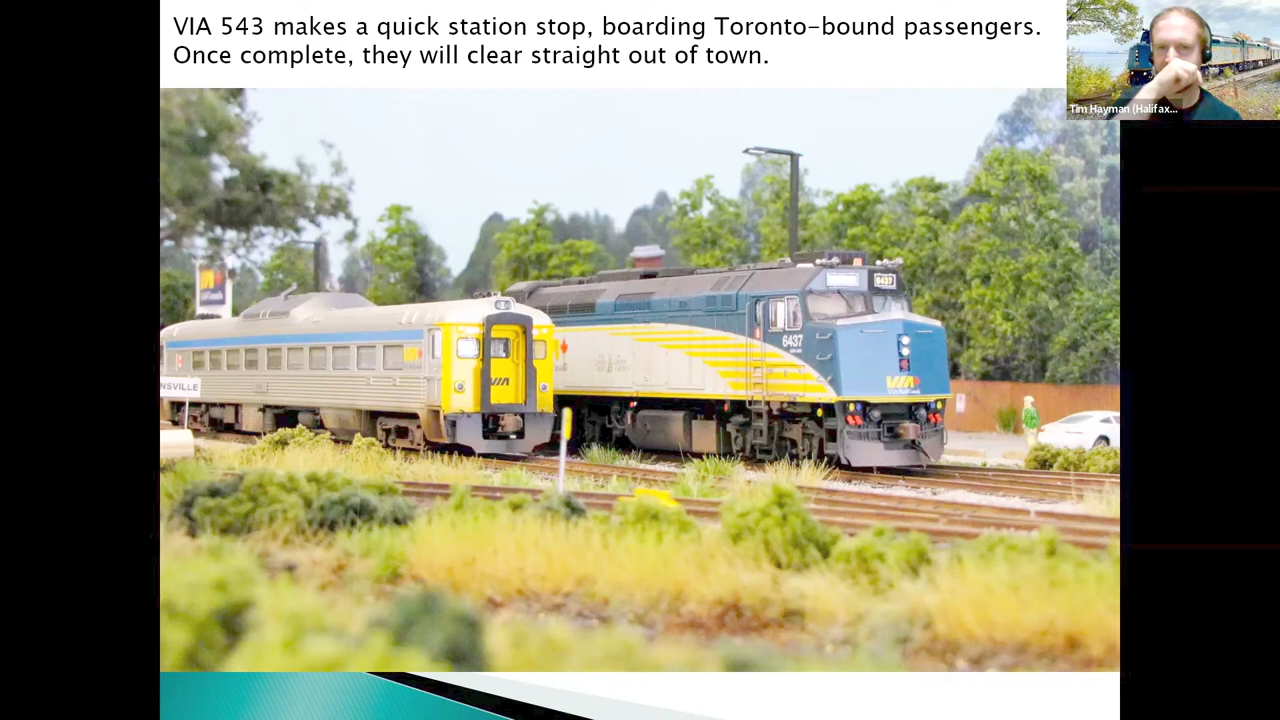 VIA 543 makes a quick station stop, boarding Toronto-bound passengers.
Once complete, they will clear straight out of town.
Tim Hayman (Halifax...
6437
6437
VIA
VIA
NSVILLE